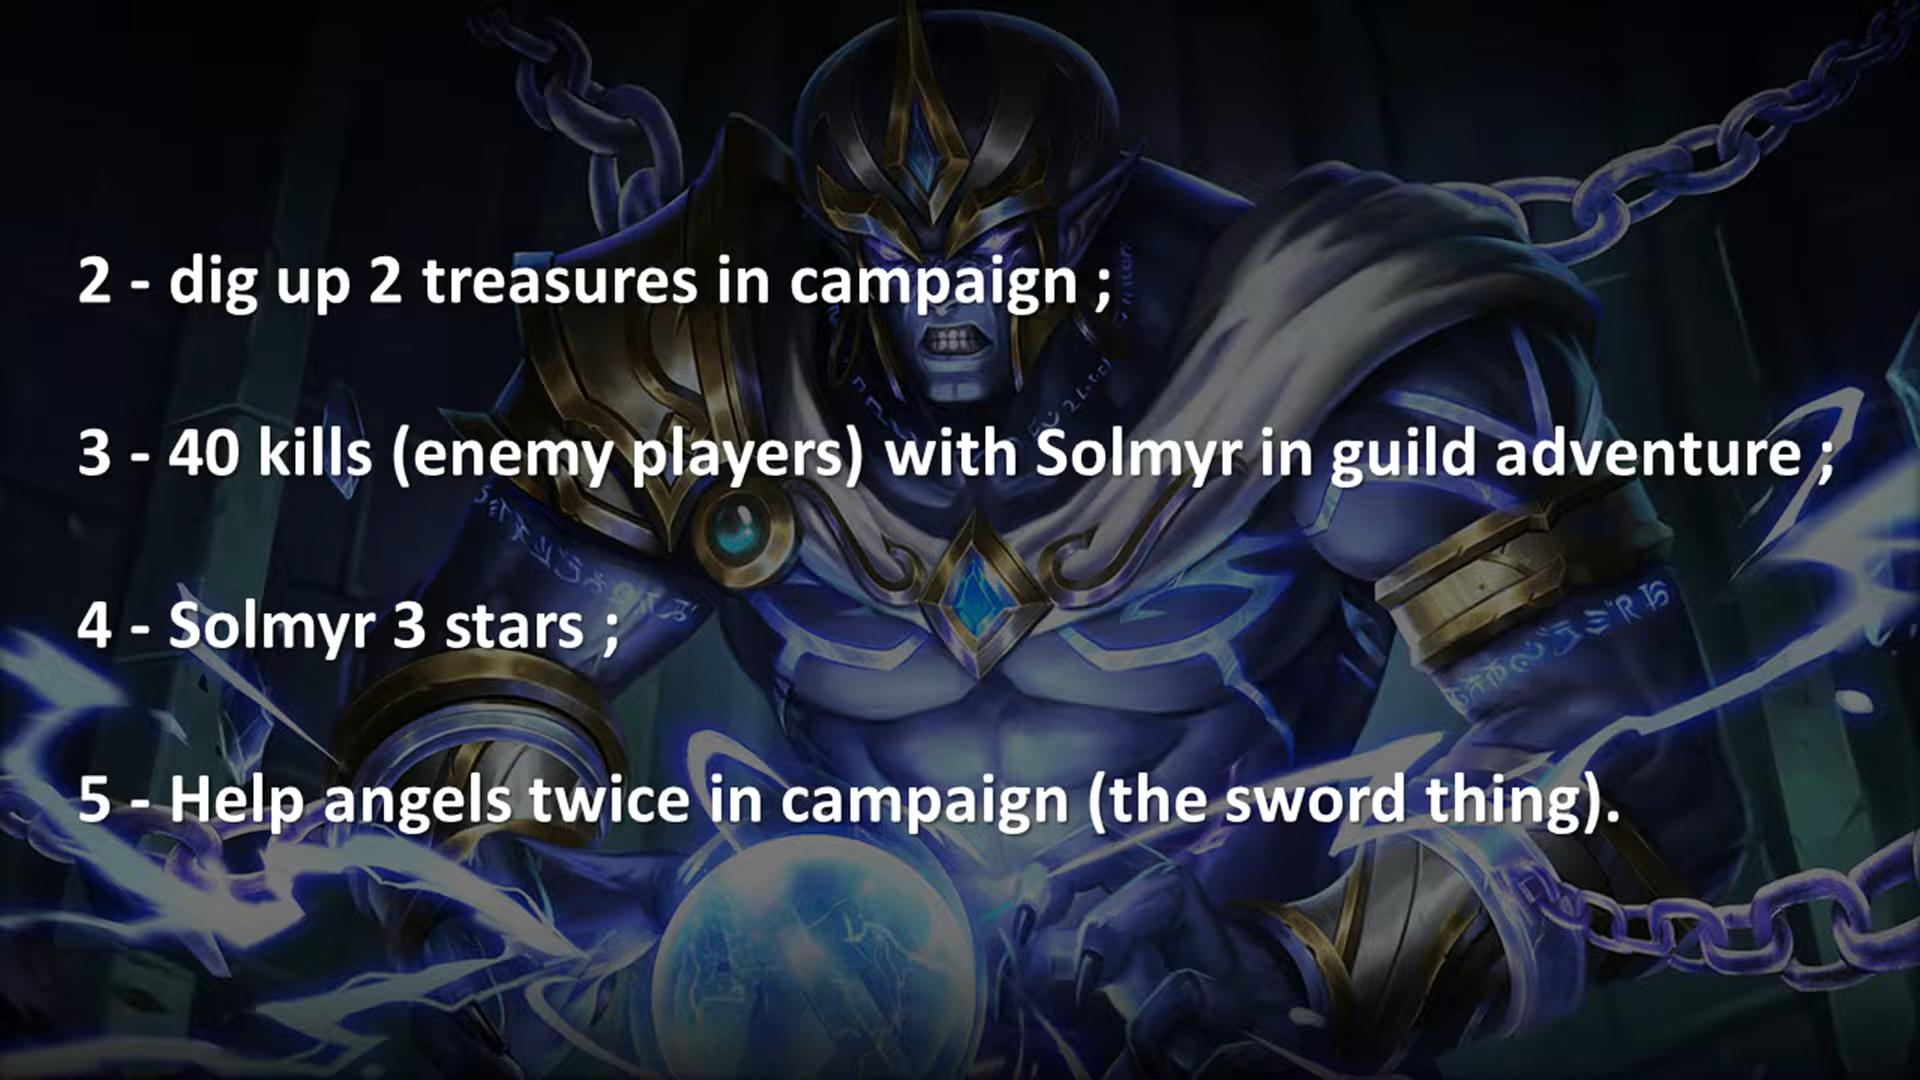 2 - dig up 2 treasures in campaign ;
3 - 40 kills (enemy players) with Solmyr in guild adventure ;
4 - Solmyr 3 stars ;
5 - Help angels twice in campaign (the sword thing).